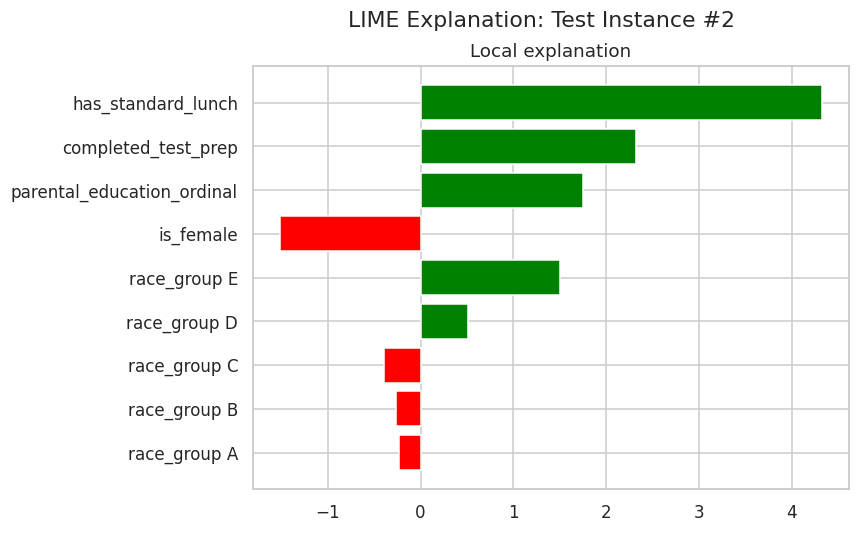 LIME Explanation: Test Instance #2
Local explanation
has_standard_lunch
completed_test_prep
parental_education_ordinal
is_female
race_group E
race_group D
race_group C
race_group B
race_group A
−1 0 1 2 3 4